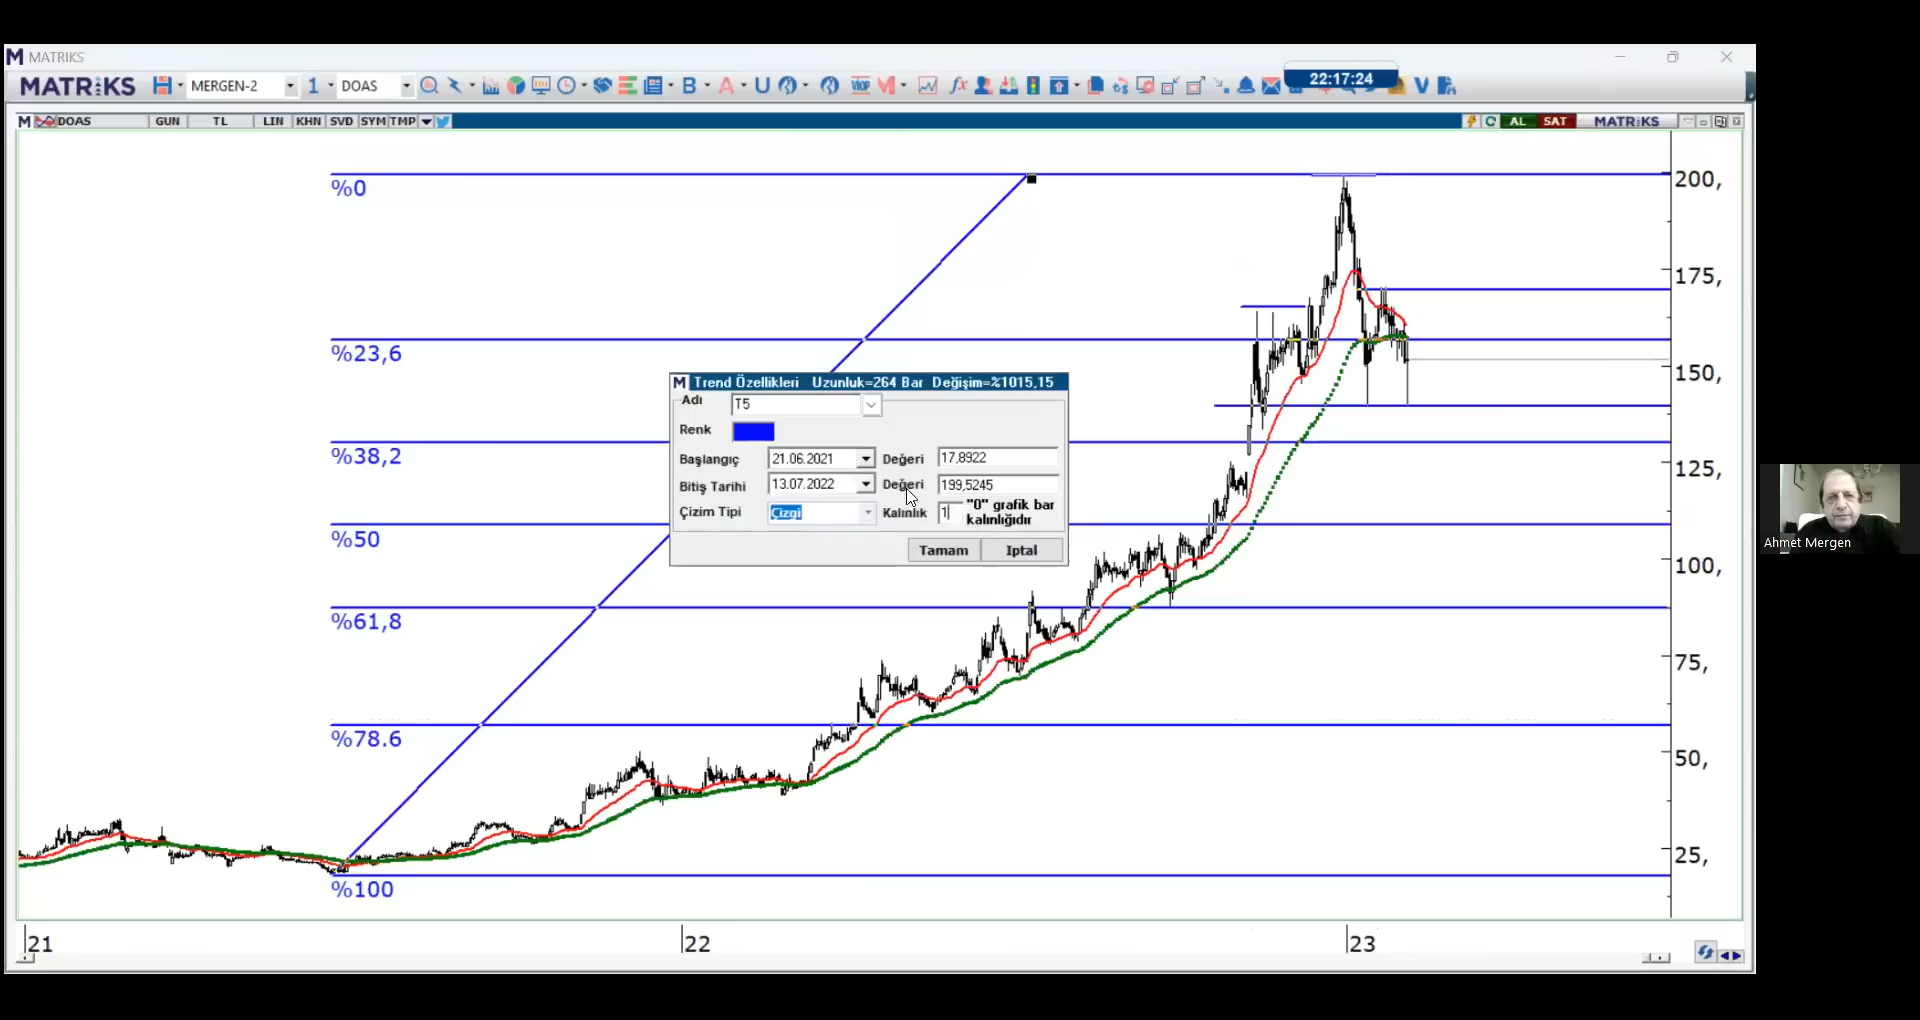 MATRIKS
MATRiKS MERGEN-2 1 DOAS B A U VIOP M fx V 22:17:24
DOAS GUN TL LIN KHN SVD SYM TMP AL SAT MATRiKS
%0
%23,6
%38,2
%50
%61,8
%78.6
%100
200,
175,
150,
125,
100,
75,
50,
25,
Trend Özellikleri Uzunluk=264 Bar Değişim=%1015,15
Adı T5
Renk
Başlangıç 21.06.2021 Değeri 17,8922
Bitiş Tarihi 13.07.2022 Değeri 199,5245
Çizim Tipi Çizgi Kalınlık 1 "0" grafik bar
kalınlığıdır
Tamam Iptal
21 22 23
Ahmet Mergen